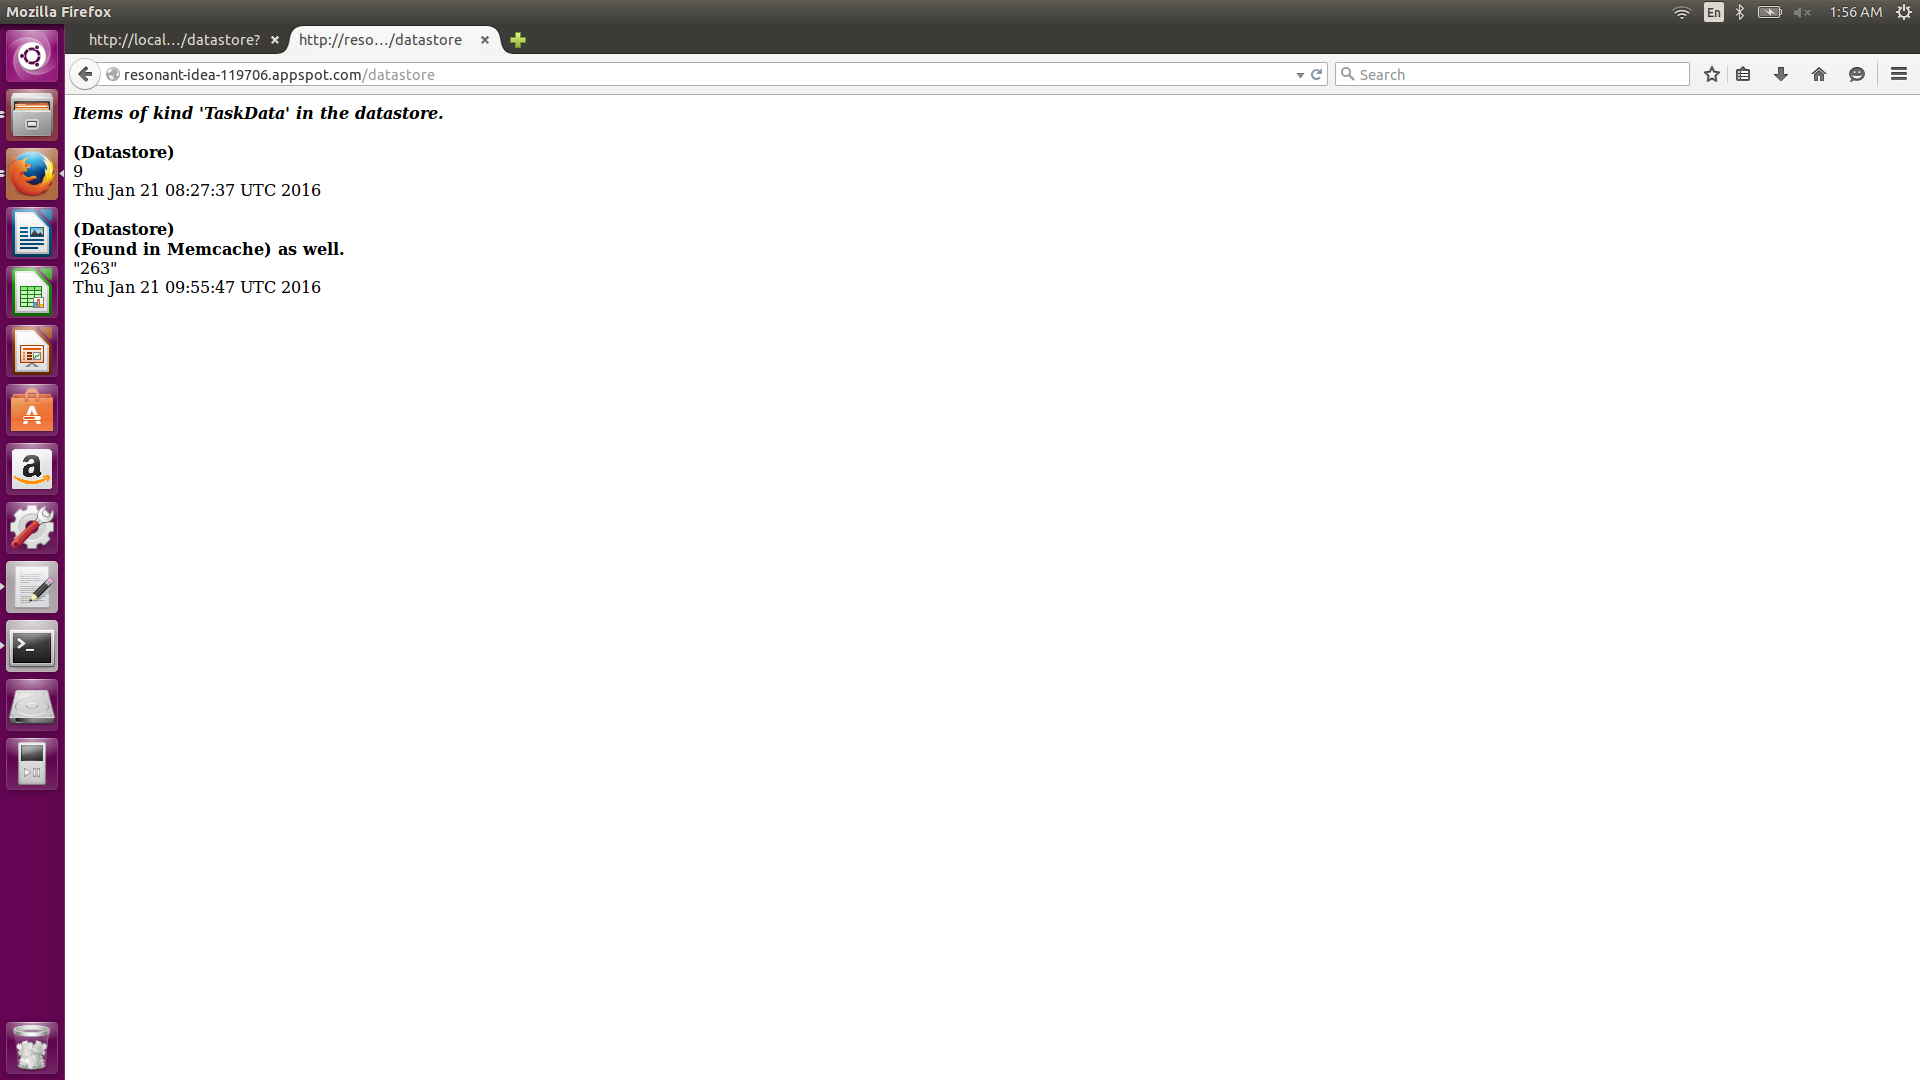 Mozilla Firefox
En
1:56 AM
http://local.../datastore?
http://reso.../datastore
resonant-idea-119706.appspot.com/datastore
Search
Items of kind 'TaskData' in the datastore.
(Datastore)
9
Thu Jan 21 08:27:37 UTC 2016
(Datastore)
(Found in Memcache) as well.
"263"
Thu Jan 21 09:55:47 UTC 2016